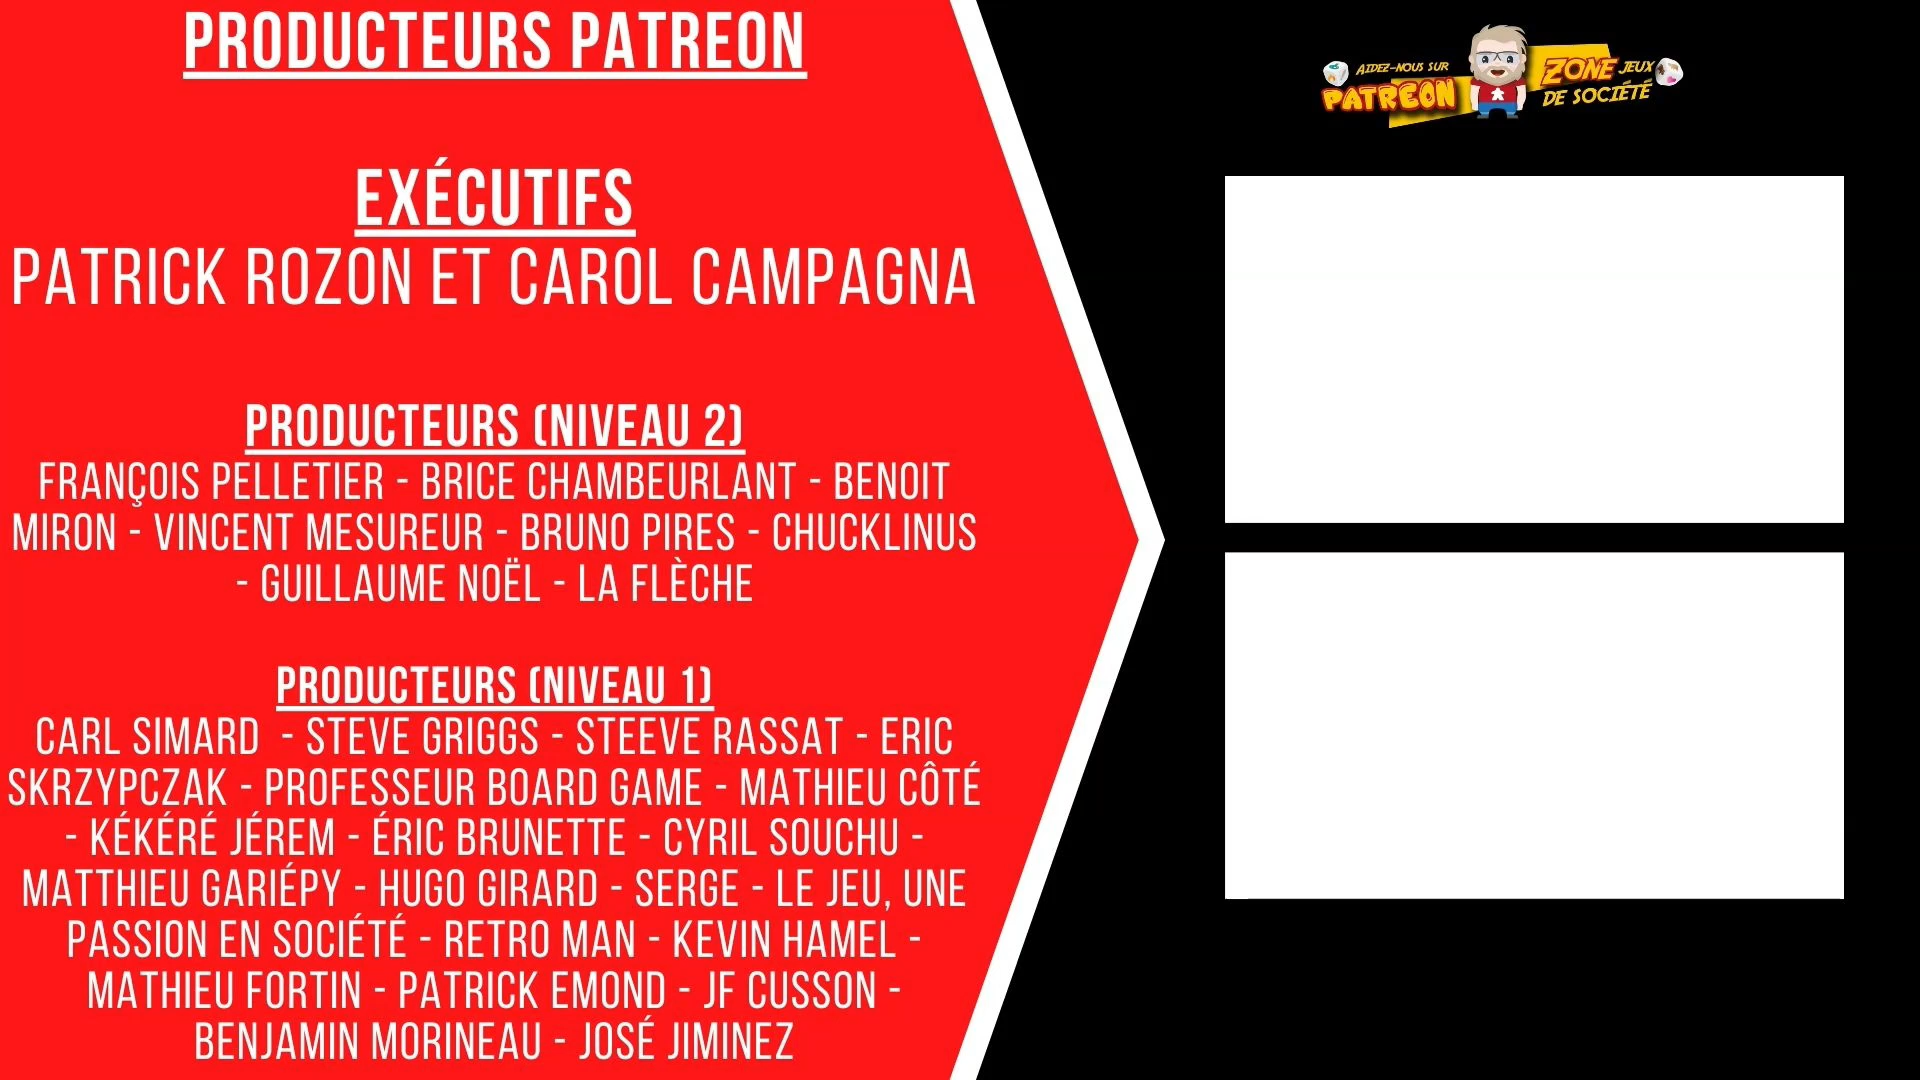 PRODUCTEURS PATREON
EXÉCUTIFS
PATRICK ROZON ET CAROL CAMPAGNA
PRODUCTEURS (NIVEAU 2)
FRANÇOIS PELLETIER - BRICE CHAMBEURLANT - BENOIT
MIRON - VINCENT MESUREUR - BRUNO PIRES - CHUCKLINUS
- GUILLAUME NOËL - LA FLÈCHE
PRODUCTEURS (NIVEAU 1)
CARL SIMARD - STEVE GRIGGS - STEEVE RASSAT - ERIC
SKRZYPCZAK - PROFESSEUR BOARD GAME - MATHIEU CÔTÉ
- KÉKÉRÉ JÉREM - ÉRIC BRUNETTE - CYRIL SOUCHU -
MATTHIEU GARIÉPY - HUGO GIRARD - SERGE - LE JEU, UNE
PASSION EN SOCIÉTÉ - RETRO MAN - KEVIN HAMEL -
MATHIEU FORTIN - PATRICK EMOND - JF CUSSON -
BENJAMIN MORINEAU - JOSÉ JIMINEZ
AIDEZ-NOUS SUR
PATREON
ZONE JEUX
DE SOCIÉTÉ